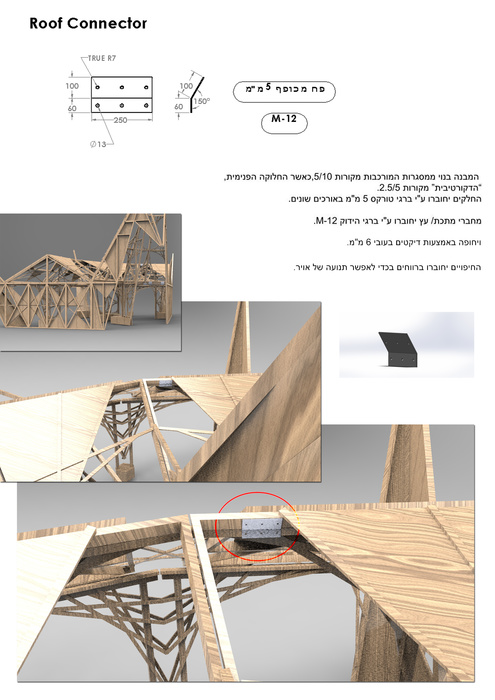 Roof Connector
TRUE R7
100
60
250
Ø13
100
150°
60
פח מכופף 5 מ"מ
M-12
המבנה בנוי ממסגרות המורכבות מקורות 5/10,כאשר החלוקה הפנימית,
"הדקורטיבית" מקורות 2.5/5.
החלקים יחוברו ע"י ברגי טורקס 5 מ"מ באורכים שונים.
מחברי מתכת/ עץ יחוברו ע"י ברגי הידוק M-12.
ויחופה באמצעות דיקטים בעובי 6 מ"מ.
החיפויים יחוברו ברווחים בכדי לאפשר תנועה של אויר.